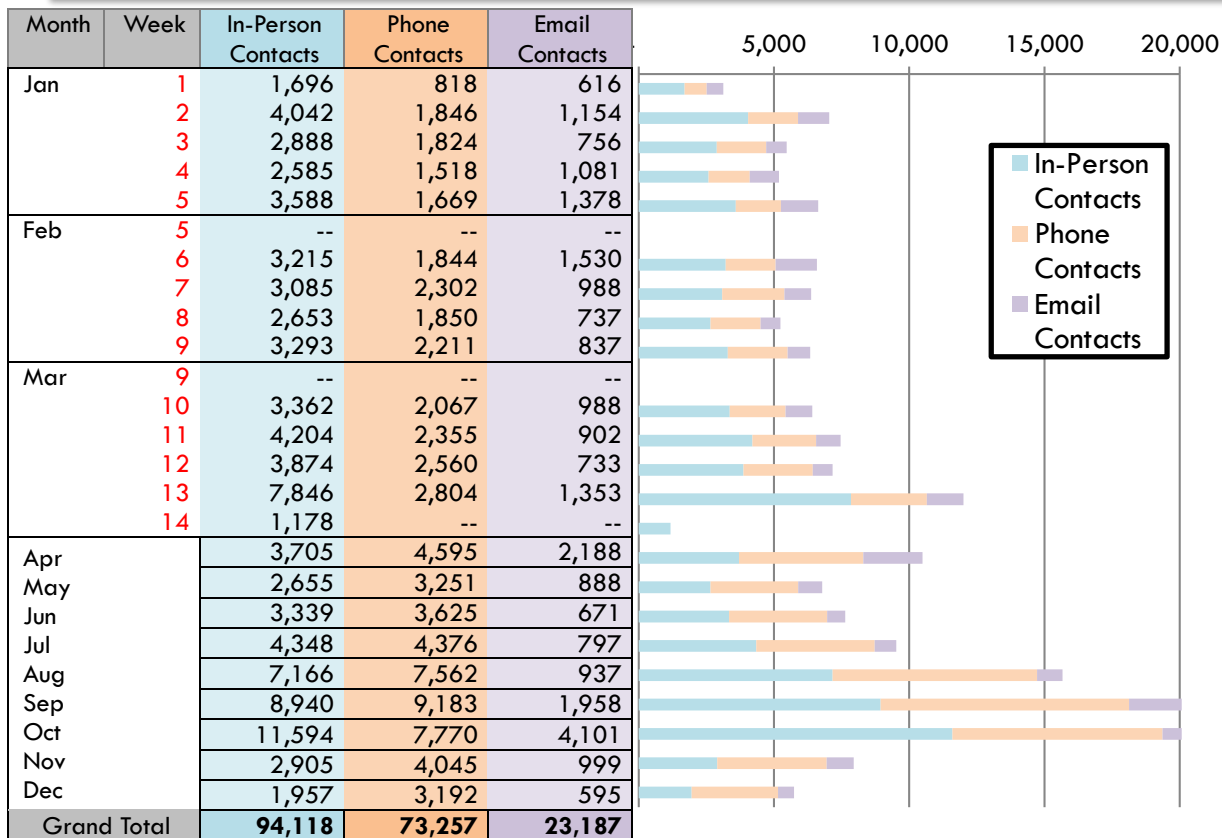 Month Week In-Person Contacts Phone Contacts Email Contacts
Jan 1 1,696 818 616
2 4,042 1,846 1,154
3 2,888 1,824 756
4 2,585 1,518 1,081
5 3,588 1,669 1,378
Feb 5 -- -- --
6 3,215 1,844 1,530
7 3,085 2,302 988
8 2,653 1,850 737
9 3,293 2,211 837
Mar 9 -- -- --
10 3,362 2,067 988
11 4,204 2,355 902
12 3,874 2,560 733
13 7,846 2,804 1,353
14 1,178 -- --
Apr 3,705 4,595 2,188
May 2,655 3,251 888
Jun 3,339 3,625 671
Jul 4,348 4,376 797
Aug 7,166 7,562 937
Sep 8,940 9,183 1,958
Oct 11,594 7,770 4,101
Nov 2,905 4,045 999
Dec 1,957 3,192 595
Grand Total 94,118 73,257 23,187
- 5,000 10,000 15,000 20,000
In-Person
Contacts
Phone
Contacts
Email
Contacts